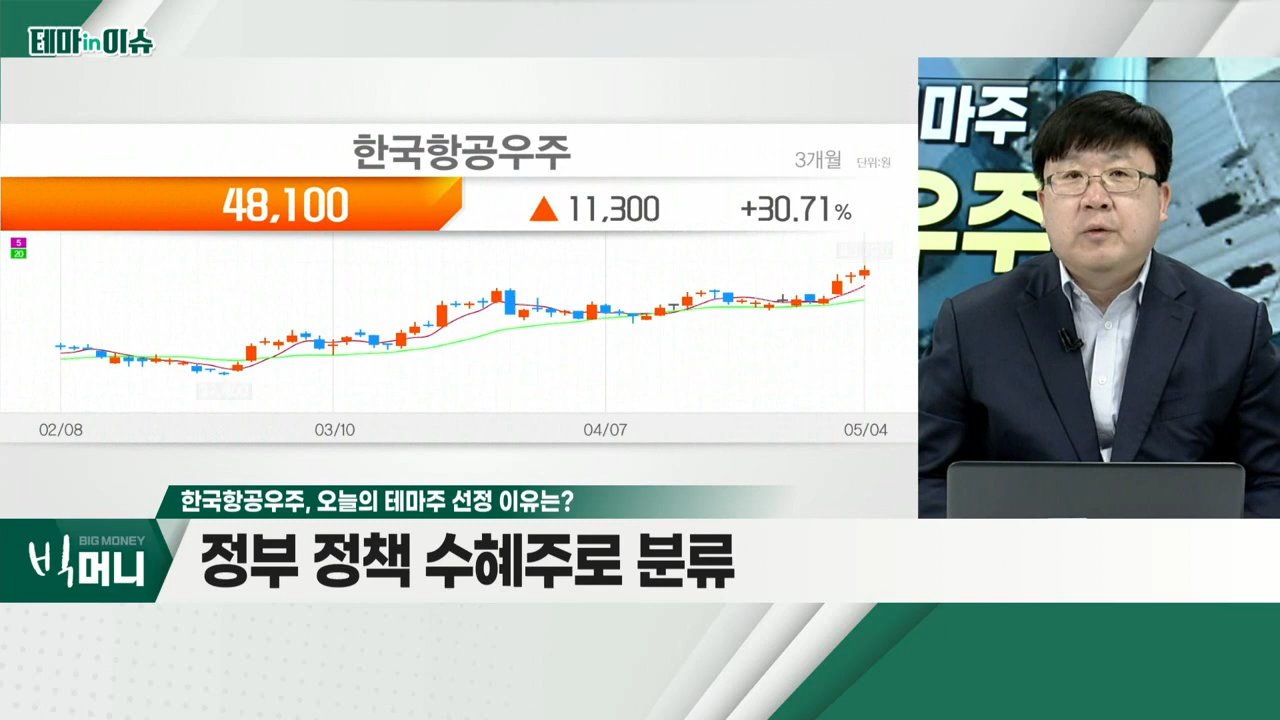 테마in이슈
한국항공우주
3개월 단위:원
48,100 ▲ 11,300 +30.71%
5
20
02/08 03/10 04/07 05/04
마주
우주
한국항공우주, 오늘의 테마주 선정 이유는?
BIG MONEY
빅머니
정부 정책 수혜주로 분류